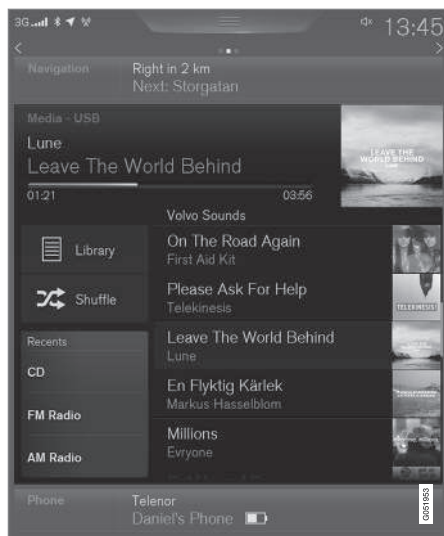 3G 13:45
Navigation
Right in 2 km
Next: Storgatan
Media - USB
Lune
Leave The World Behind
01:21 03:56
LEAVE THE
WORLD BEHIND
Volvo Sounds
Library
Shuffle
On The Road Again
First Aid Kit
Please Ask For Help
Telekinesis
TELEKINESIS!
Leave The World Behind
Lune
En Flyktig Kärlek
Markus Hasselblom
Millions
Evryone
Recents
CD
FM Radio
AM Radio
Phone
Telenor
Daniel's Phone
G051953